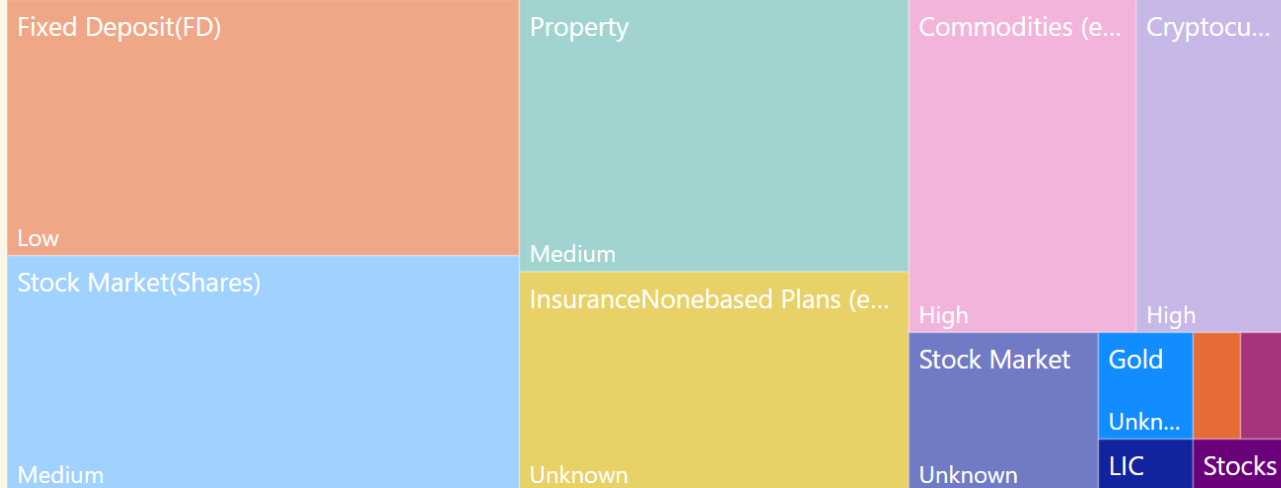 Fixed Deposit(FD)
Low
Stock Market(Shares)
Medium
Property
Medium
InsuranceNonebased Plans (e...
Unknown
Commodities (e...
High
Cryptocu...
High
Stock Market
Unknown
Gold
Unkn...
LIC
Stocks